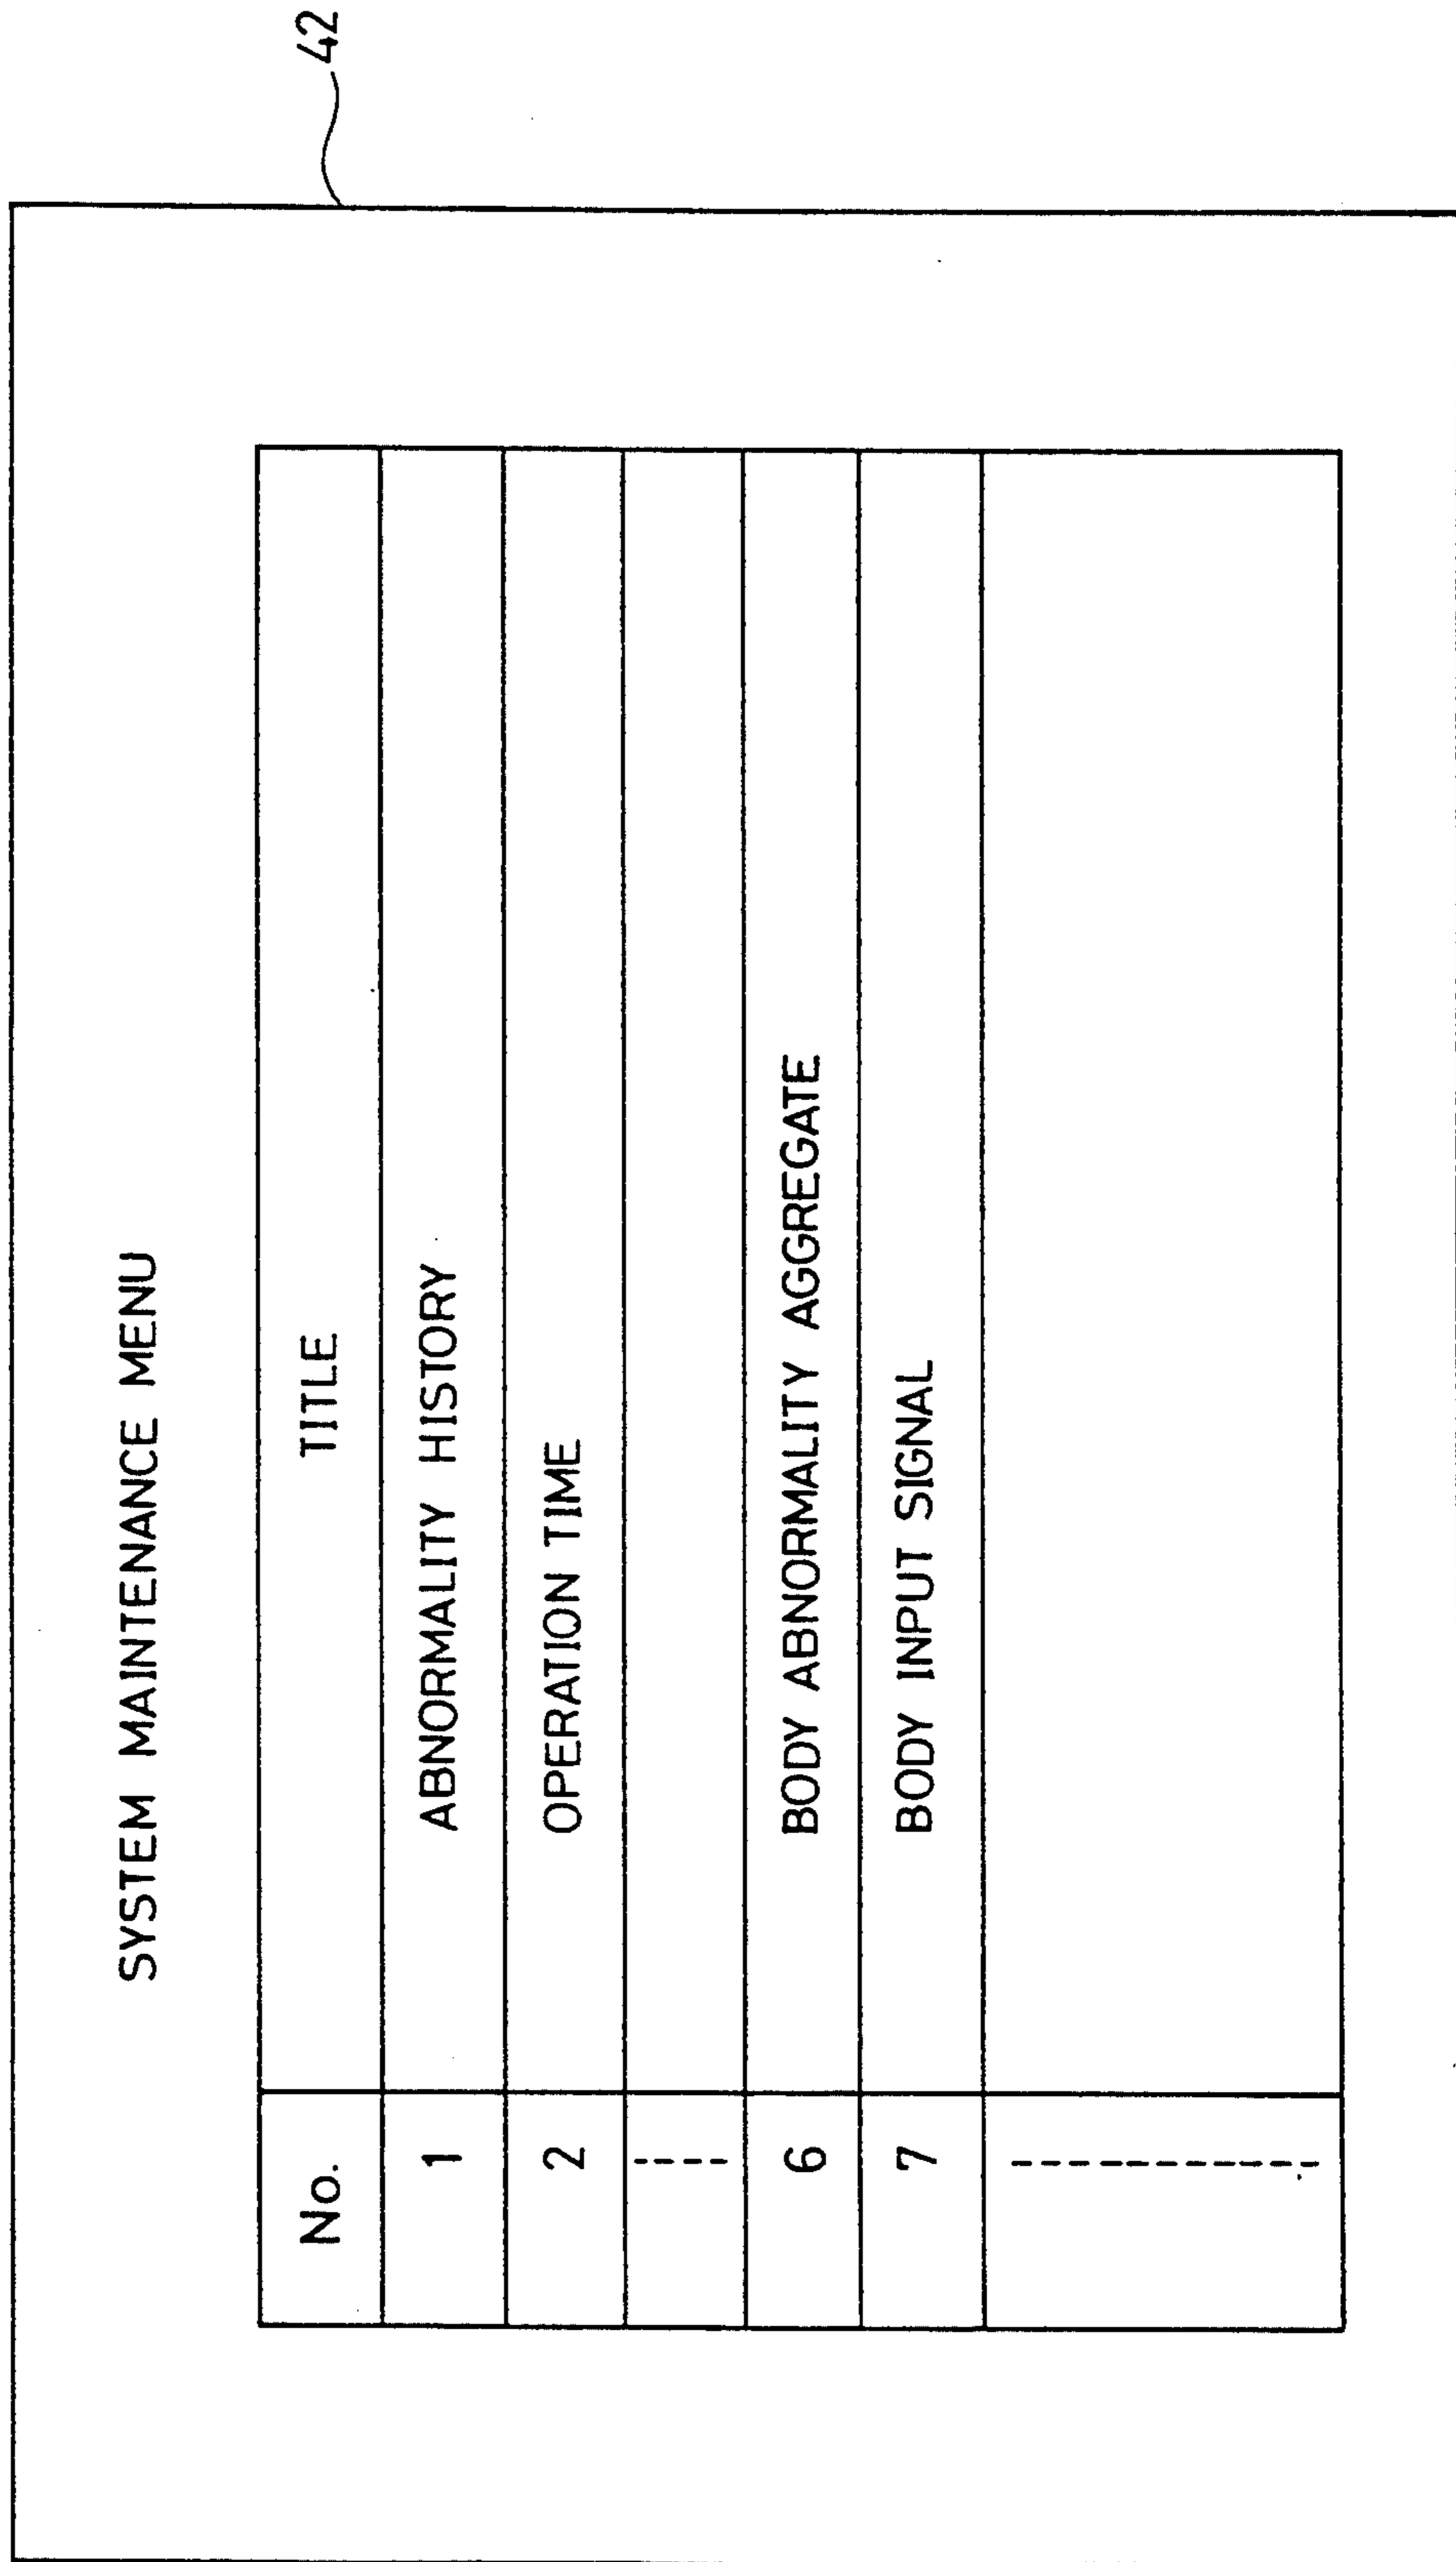 SYSTEM MAINTENANCE MENU
No. TITLE
1 ABNORMALITY HISTORY
2 OPERATION TIME
6 BODY ABNORMALITY AGGREGATE
7 BODY INPUT SIGNAL
42